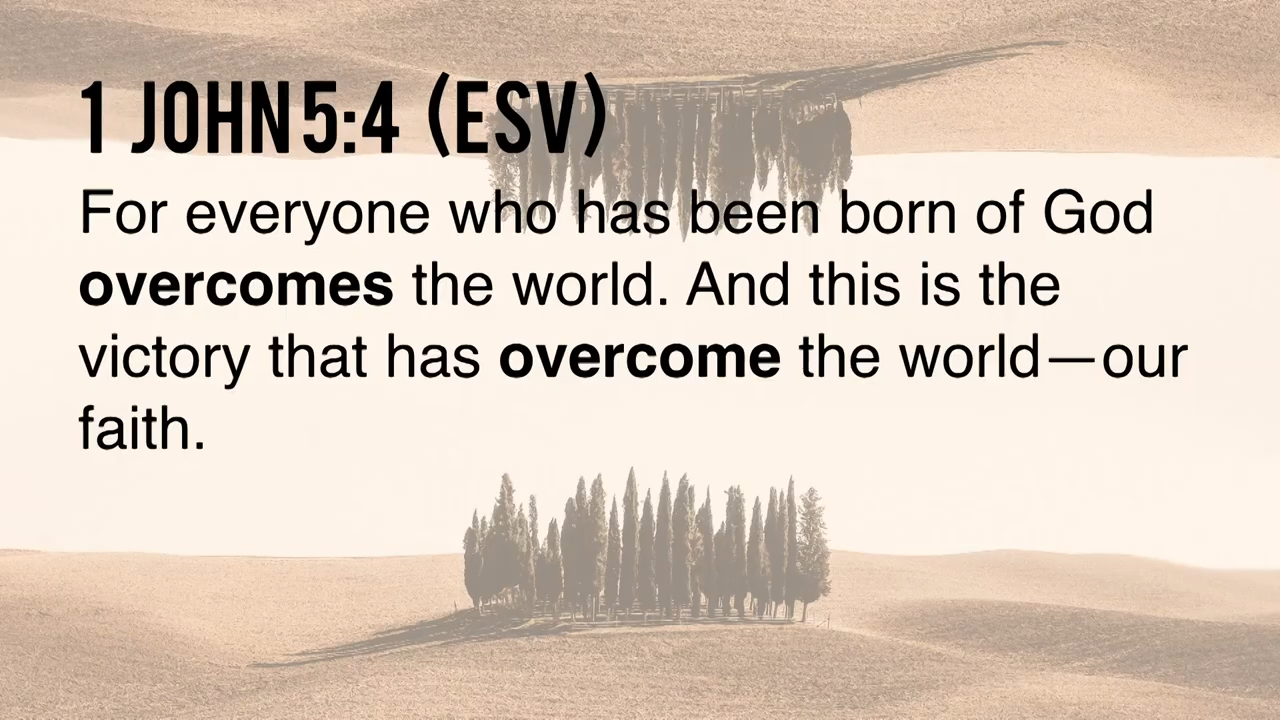 1 JOHN 5:4 (ESV)
For everyone who has been born of God
overcomes the world. And this is the
victory that has overcome the world—our
faith.